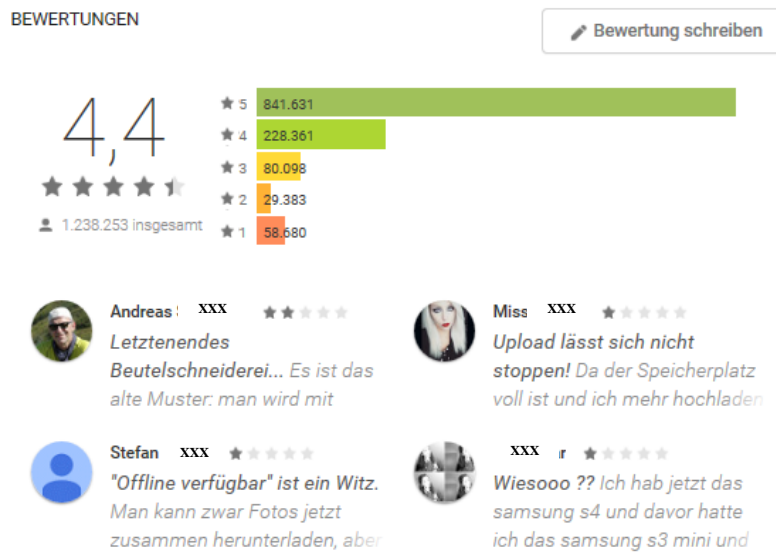 BEWERTUNGEN
Bewertung schreiben
4,4
1.238.253 insgesamt
5 841.631
4 228.361
3 80.098
2 29.383
1 58.680
Andreas xxx
Letztenendes
Beutelschneiderei... Es ist das
alte Muster: man wird mit
Miss xxx
Upload lässt sich nicht
stoppen! Da der Speicherplatz
voll ist und ich mehr hochladen
Stefan xxx
"Offline verfügbar" ist ein Witz.
Man kann zwar Fotos jetzt
zusammen herunterladen, aber
xxx r
Wiesooo ?? Ich hab jetzt das
samsung s4 und davor hatte
ich das samsung s3 mini und